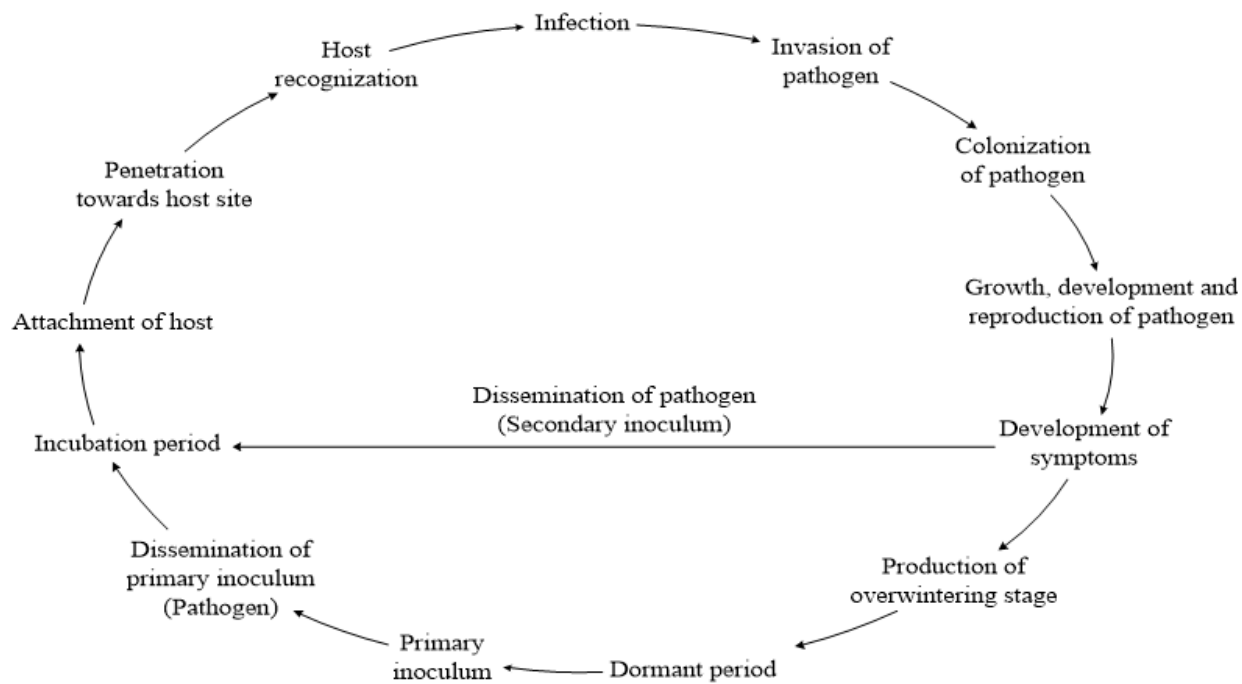 Infection
Invasion of
pathogen
Colonization
of pathogen
Growth, development and
reproduction of pathogen
Development of
symptoms
Production of
overwintering stage
Dormant period
Primary
inoculum
Dissemination of
primary inoculum
(Pathogen)
Incubation period
Attachment of host
Penetration
towards host site
Host
recognization
Dissemination of pathogen
(Secondary inoculum)